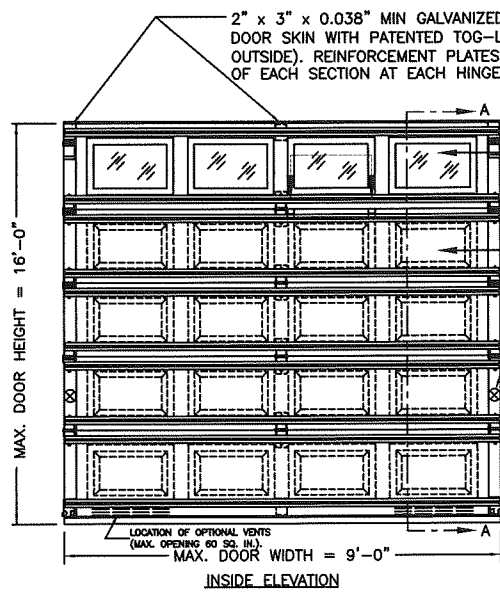 2" x 3" x 0.038" MIN GALVANIZED
DOOR SKIN WITH PATENTED TOG-L
OUTSIDE). REINFORCEMENT PLATES
OF EACH SECTION AT EACH HINGE
A
MAX. DOOR HEIGHT = 16'-0"
LOCATION OF OPTIONAL VENTS
(MAX. OPENING 60 SQ. IN.).
A
MAX. DOOR WIDTH = 9'-0"
INSIDE ELEVATION